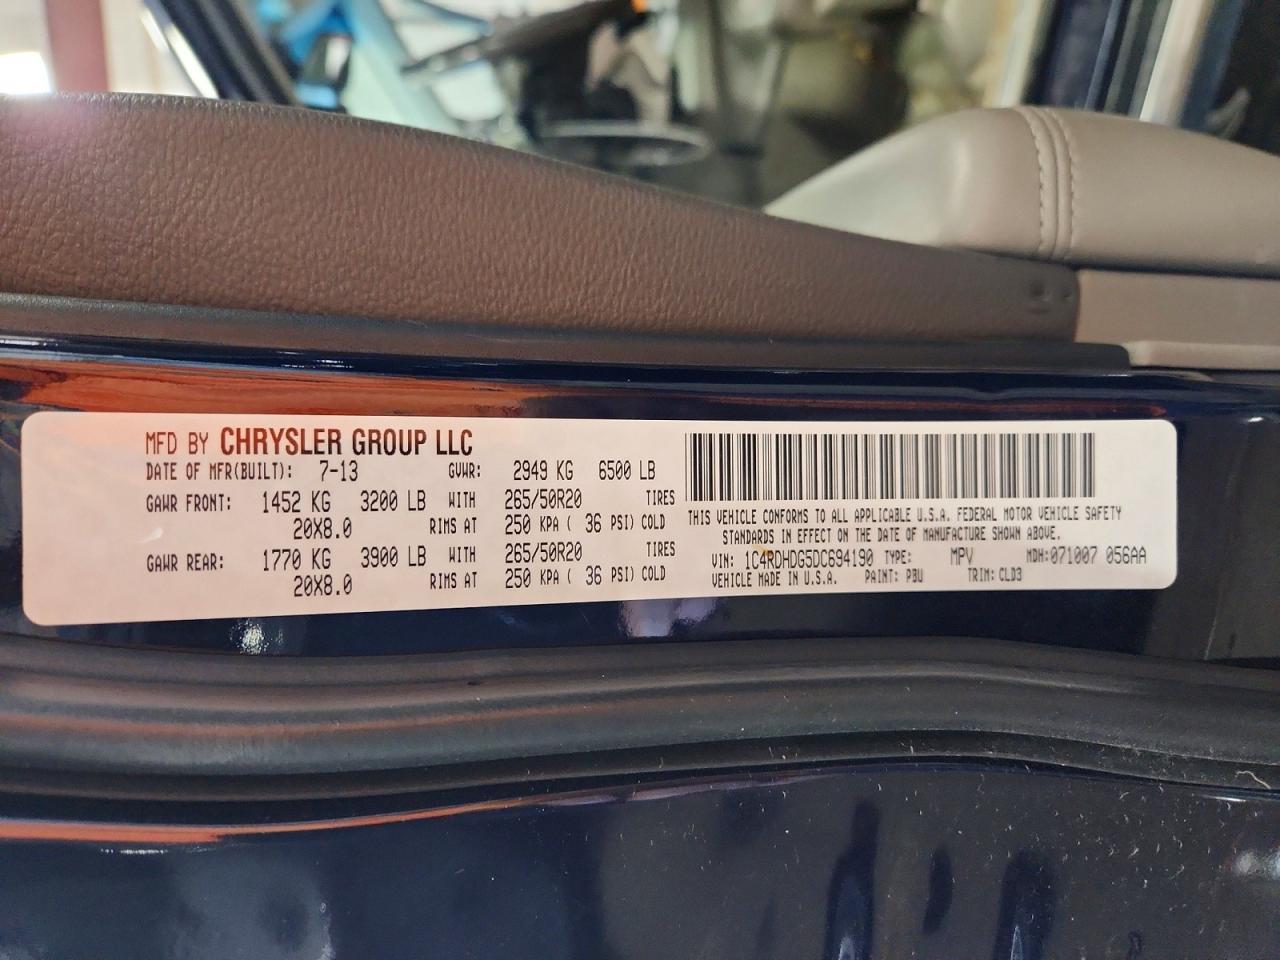 MFD BY CHRYSLER GROUP LLC
DATE OF MFR(BUILT): 7-13 GVWR: 2949 KG 6500 LB
GAWR FRONT: 1452 KG 3200 LB WITH 265/50R20 TIRES
20X8.0 RIMS AT 250 KPA ( 36 PSI) COLD
GAWR REAR: 1770 KG 3900 LB WITH 265/50R20 TIRES
20X8.0 RIMS AT 250 KPA ( 36 PSI) COLD
THIS VEHICLE CONFORMS TO ALL APPLICABLE U.S.A. FEDERAL MOTOR VEHICLE SAFETY
STANDARDS IN EFFECT ON THE DATE OF MANUFACTURE SHOWN ABOVE.
VIN: 1C4RDHDG5DC694190 TYPE: MPV MDH:071007 056AA
VEHICLE MADE IN U.S.A. PAINT: PBU TRIM: CLD3